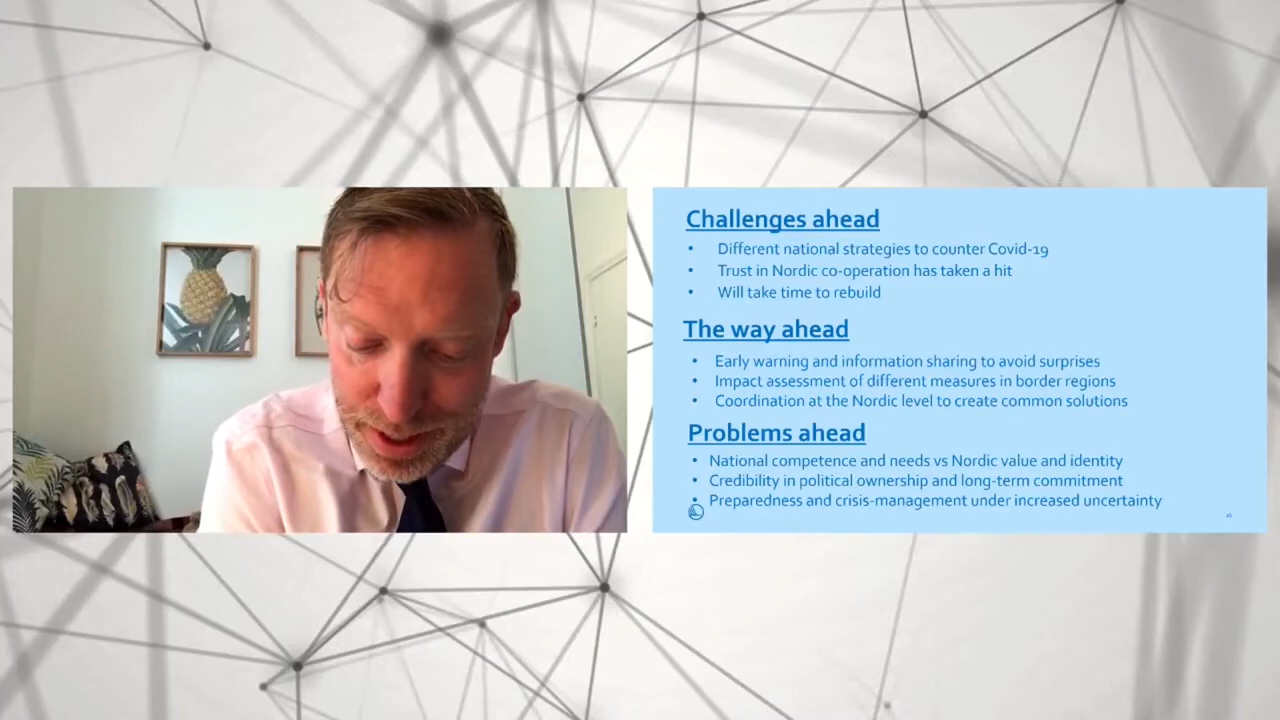 Challenges ahead
• Different national strategies to counter Covid-19
• Trust in Nordic co-operation has taken a hit
• Will take time to rebuild
The way ahead
• Early warning and information sharing to avoid surprises
• Impact assessment of different measures in border regions
• Coordination at the Nordic level to create common solutions
Problems ahead
• National competence and needs vs Nordic value and identity
• Credibility in political ownership and long-term commitment
• Preparedness and crisis-management under increased uncertainty